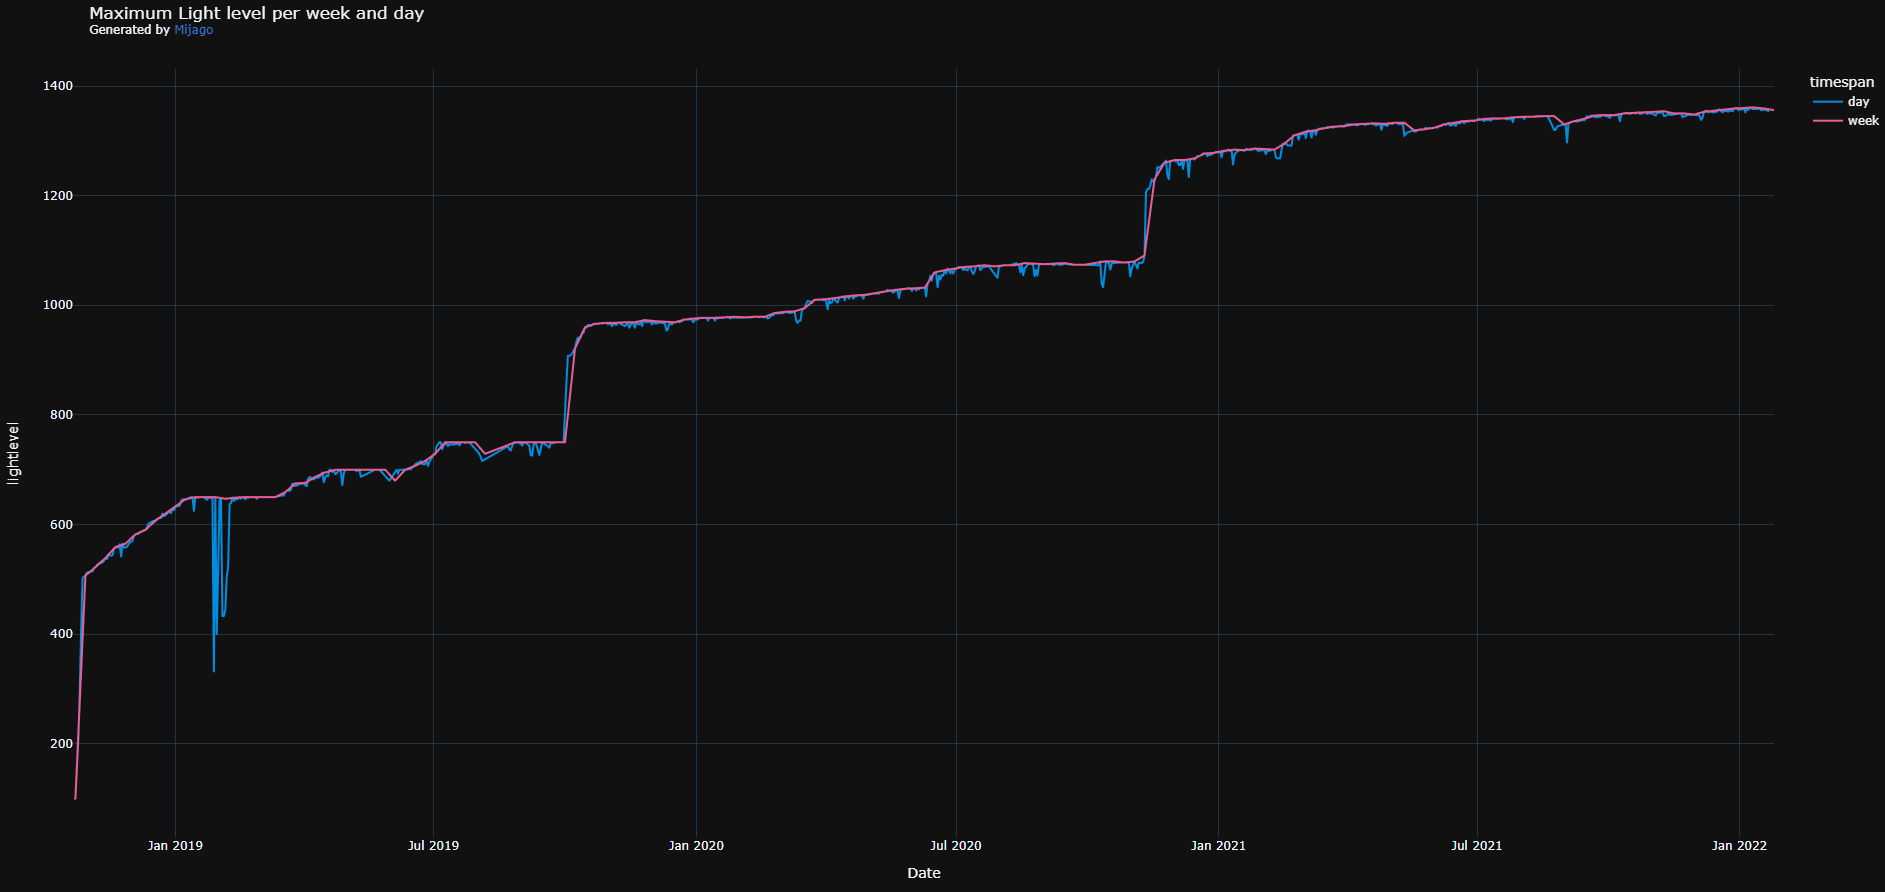 Maximum Light level per week and day
Generated by Mijago
timespan
day
week
lightlevel
1400
1200
1000
800
600
400
200
Jan 2019
Jul 2019
Jan 2020
Jul 2020
Jan 2021
Jul 2021
Jan 2022
Date